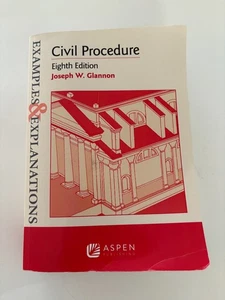 EXAMPLES & EXPLANATIONS
Civil Procedure
Eighth Edition
Joseph W. Glannon
ASPEN
PUBLISHING